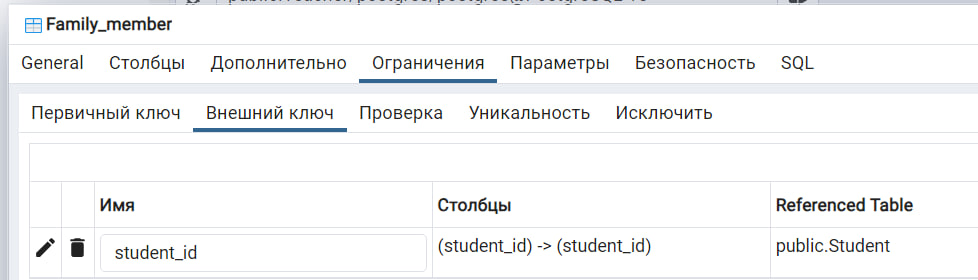 Family_member
General Столбцы Дополнительно Ограничения Параметры Безопасность SQL
Первичный ключ Внешний ключ Проверка Уникальность Исключить
Имя Столбцы Referenced Table
student_id (student_id) -> (student_id) public.Student